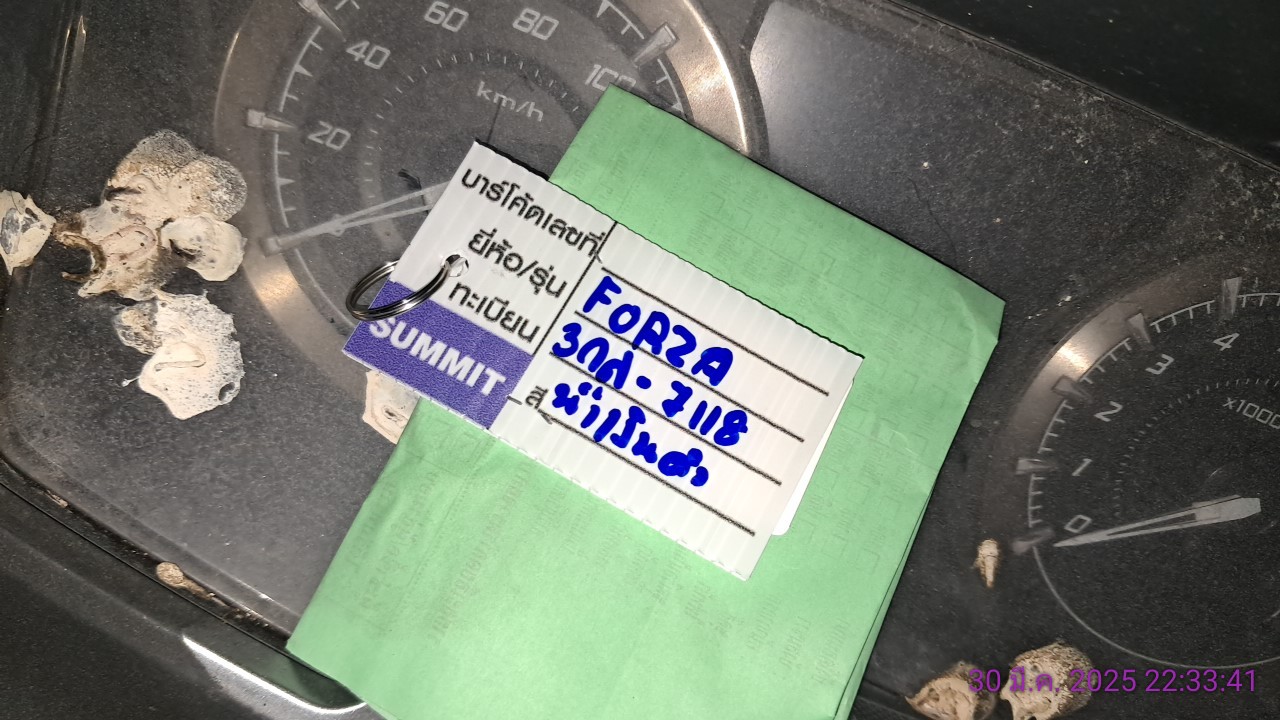 60
80
40
100
km/h
20
บาร์โค้ดเลขที่
ยี่ห้อ/รุ่น FORZA
ทะเบียน 3กศ-7118
สี น้ำเงินดำ
SUMMIT
4
3
2
x1000
1
0
30 มี.ค. 2025 22:33:41